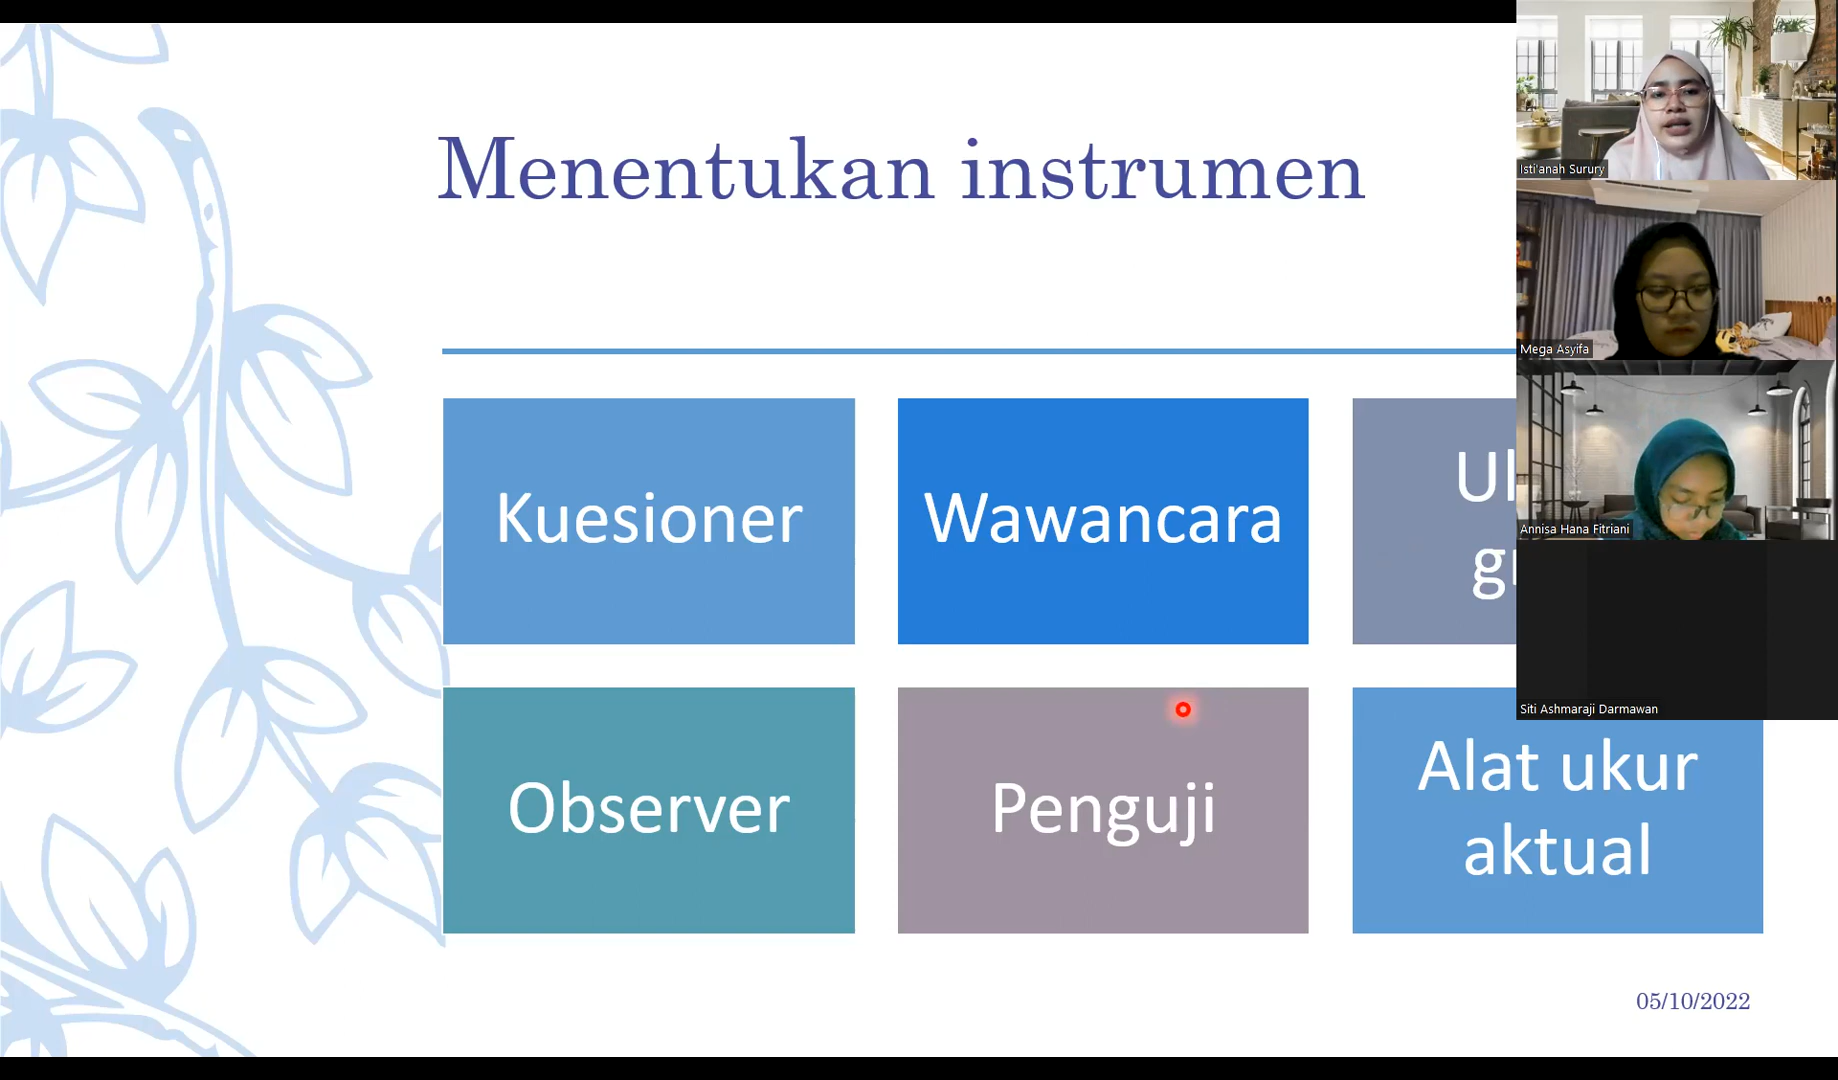 Menentukan instrumen
Kuesioner
Wawancara
Observer
Penguji
Alat ukur
aktual
05/10/2022
Isti'anah Surury
Mega Asyifa
Annisa Hana Fitriani
Siti Ashmaraji Darmawan